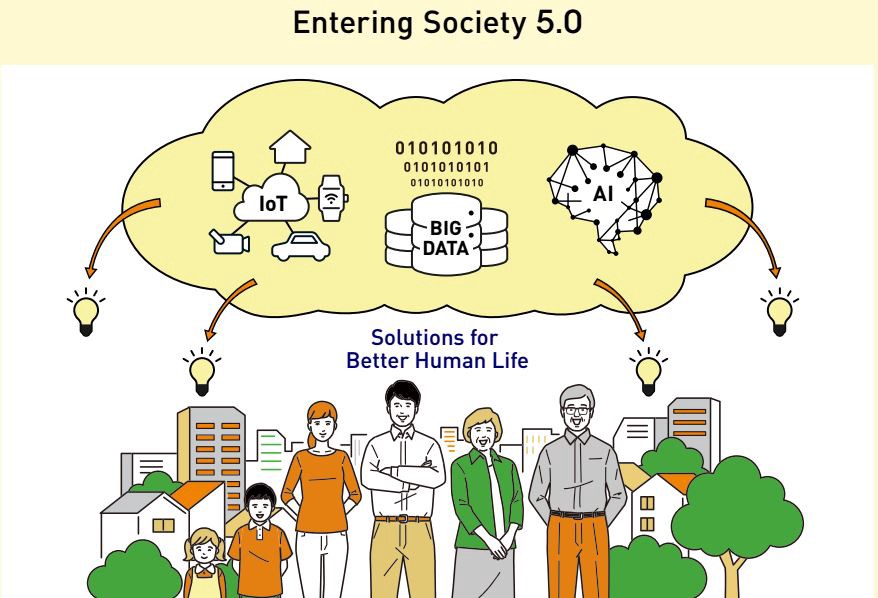 Entering Society 5.0
010101010
0101010101
01010101010
IoT
BIG
DATA
AI
Solutions for
Better Human Life